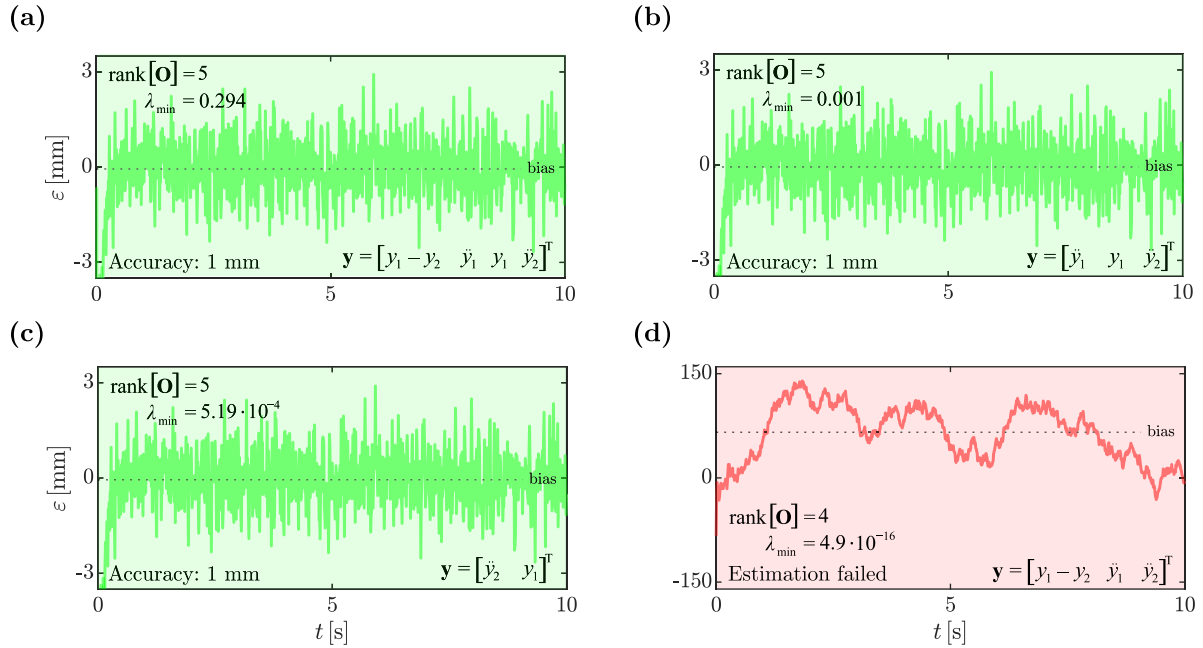 (a)
3
0
-3
ε [mm]
rank[O] = 5
λmin = 0.294
bias
Accuracy: 1 mm
y = [y₁ − y₂ ÿ₁ y₁ ÿ₂]ᵀ
0
5
10
(b)
3
0
-3
rank[O] = 5
λmin = 0.001
bias
Accuracy: 1 mm
y = [ÿ₁ y₁ ÿ₂]ᵀ
0
5
10
(c)
3
0
-3
ε [mm]
rank[O] = 5
λmin = 5.19·10⁻⁴
bias
Accuracy: 1 mm
y = [ÿ₂ y₁]ᵀ
0
5
10
t [s]
(d)
150
0
-150
bias
rank[O] = 4
λmin = 4.9·10⁻¹⁶
Estimation failed
y = [y₁ − y₂ ÿ₁ ÿ₂]ᵀ
0
5
10
t [s]